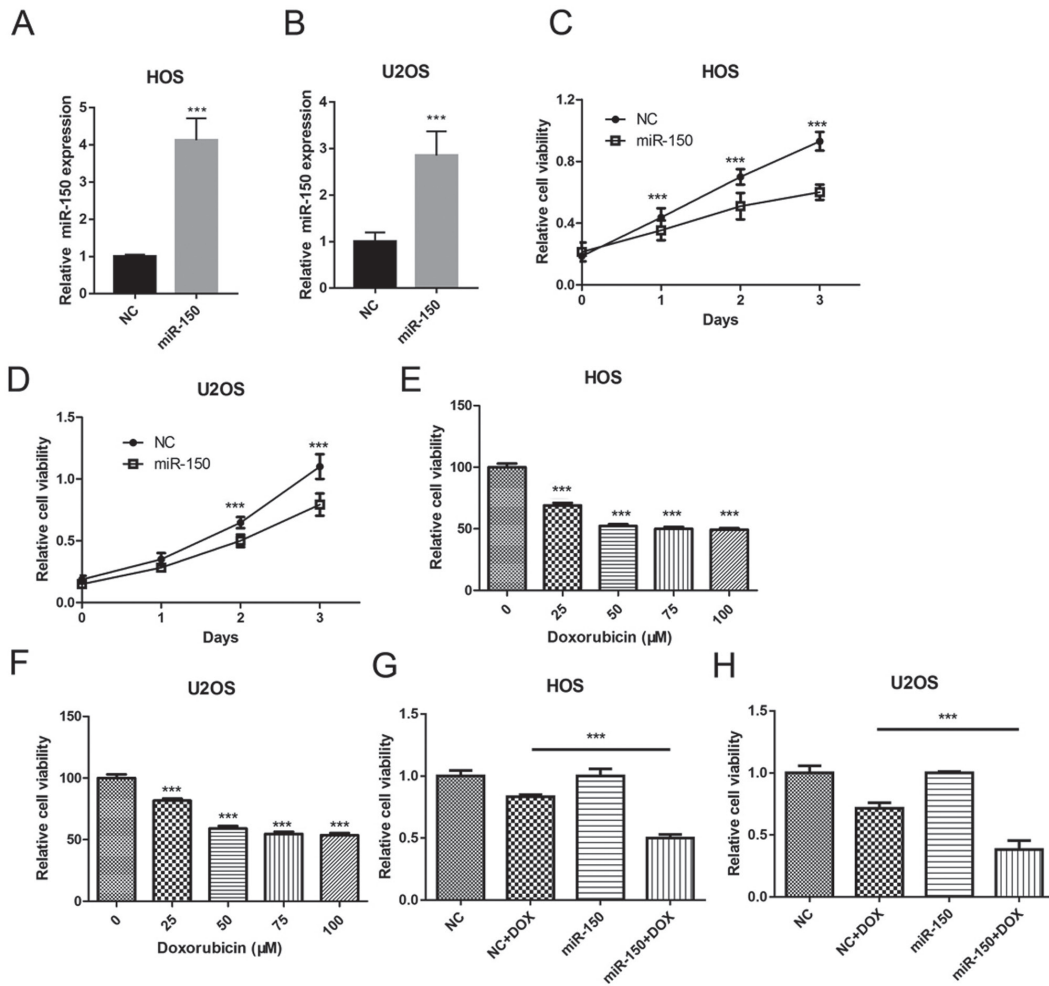 A
HOS
Relative miR-150 expression
5
4
3
2
1
0
***
NC
miR-150
B
U2OS
Relative miR-150 expression
4
3
2
1
0
***
NC
miR-150
C
HOS
Relative cell viability
1.2
0.8
0.4
0.0
NC
miR-150
***
***
***
0
1
2
3
Days
D
U2OS
Relative cell viability
1.5
1.0
0.5
0.0
NC
miR-150
***
***
0
1
2
3
Days
E
HOS
Relative cell viability
150
100
50
0
***
***
***
***
0
25
50
75
100
Doxorubicin (μM)
F
U2OS
Relative cell viability
150
100
50
0
***
***
***
***
0
25
50
75
100
Doxorubicin (μM)
G
HOS
Relative cell viability
1.5
1.0
0.5
0.0
***
NC
NC+DOX
miR-150
miR-150+DOX
H
U2OS
Relative cell viability
1.5
1.0
0.5
0.0
***
NC
NC+DOX
miR-150
miR-150+DOX